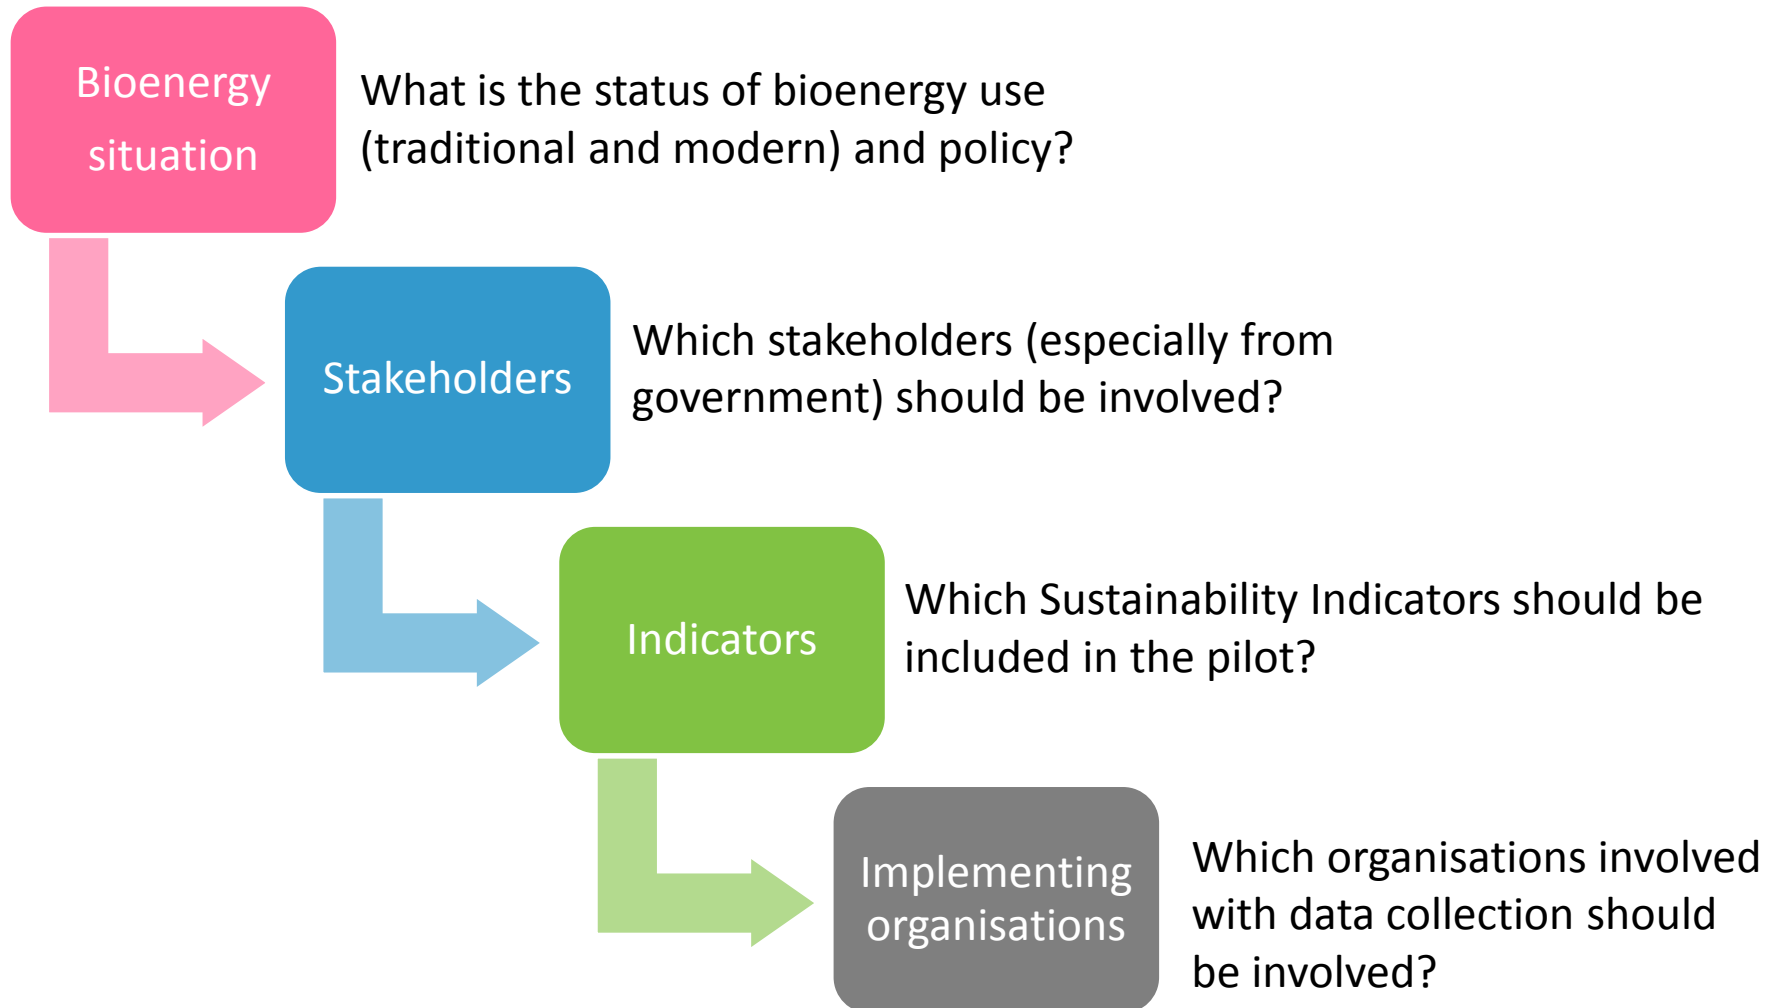 Bioenergy
situation
What is the status of bioenergy use
(traditional and modern) and policy?
Stakeholders
Which stakeholders (especially from
government) should be involved?
Indicators
Which Sustainability Indicators should be
included in the pilot?
Implementing
organisations
Which organisations involved
with data collection should
be involved?